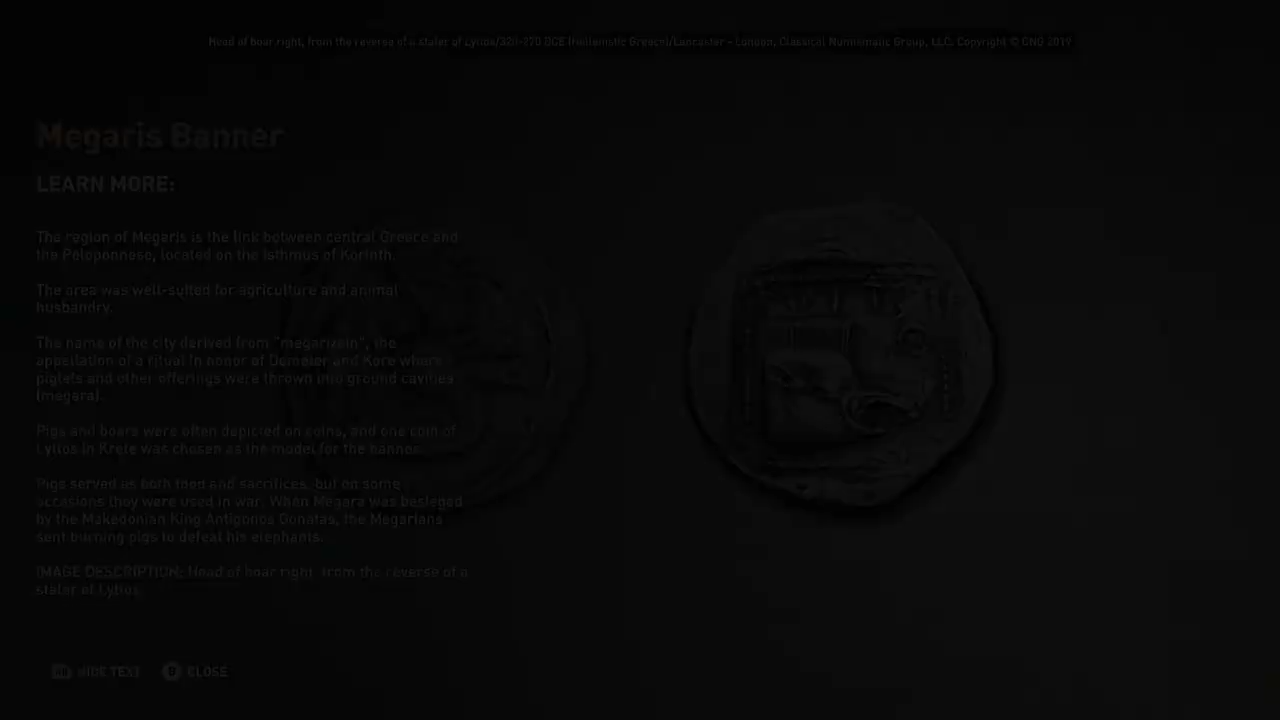 Head of boar right, from the reverse of a stater of Lyttos/320-270 BCE (Hellenistic Greece)/Lancaster - London, Classical Numismatic Group, LLC. Copyright © CNG 2019
Megaris Banner
LEARN MORE:
The region of Megaris is the link between central Greece and
the Peloponnese, located on the Isthmus of Korinth.
The area was well-suited for agriculture and animal
husbandry.
The name of the city derived from "megarizein", the
appellation of a ritual in honor of Demeter and Kore where
piglets and other offerings were thrown into ground cavities
(megara).
Pigs and boars were often depicted on coins, and one coin of
Lyttos in Krete was chosen as the model for the banner.
Pigs served as both food and sacrifices, but on some
occasions they were used in war. When Megara was besieged
by the Makedonian King Antigonos Gonatas, the Megarians
sent burning pigs to defeat his elephants.
IMAGE DESCRIPTION: Head of boar right, from the reverse of a
stater of Lyttos
HIDE TEXT CLOSE